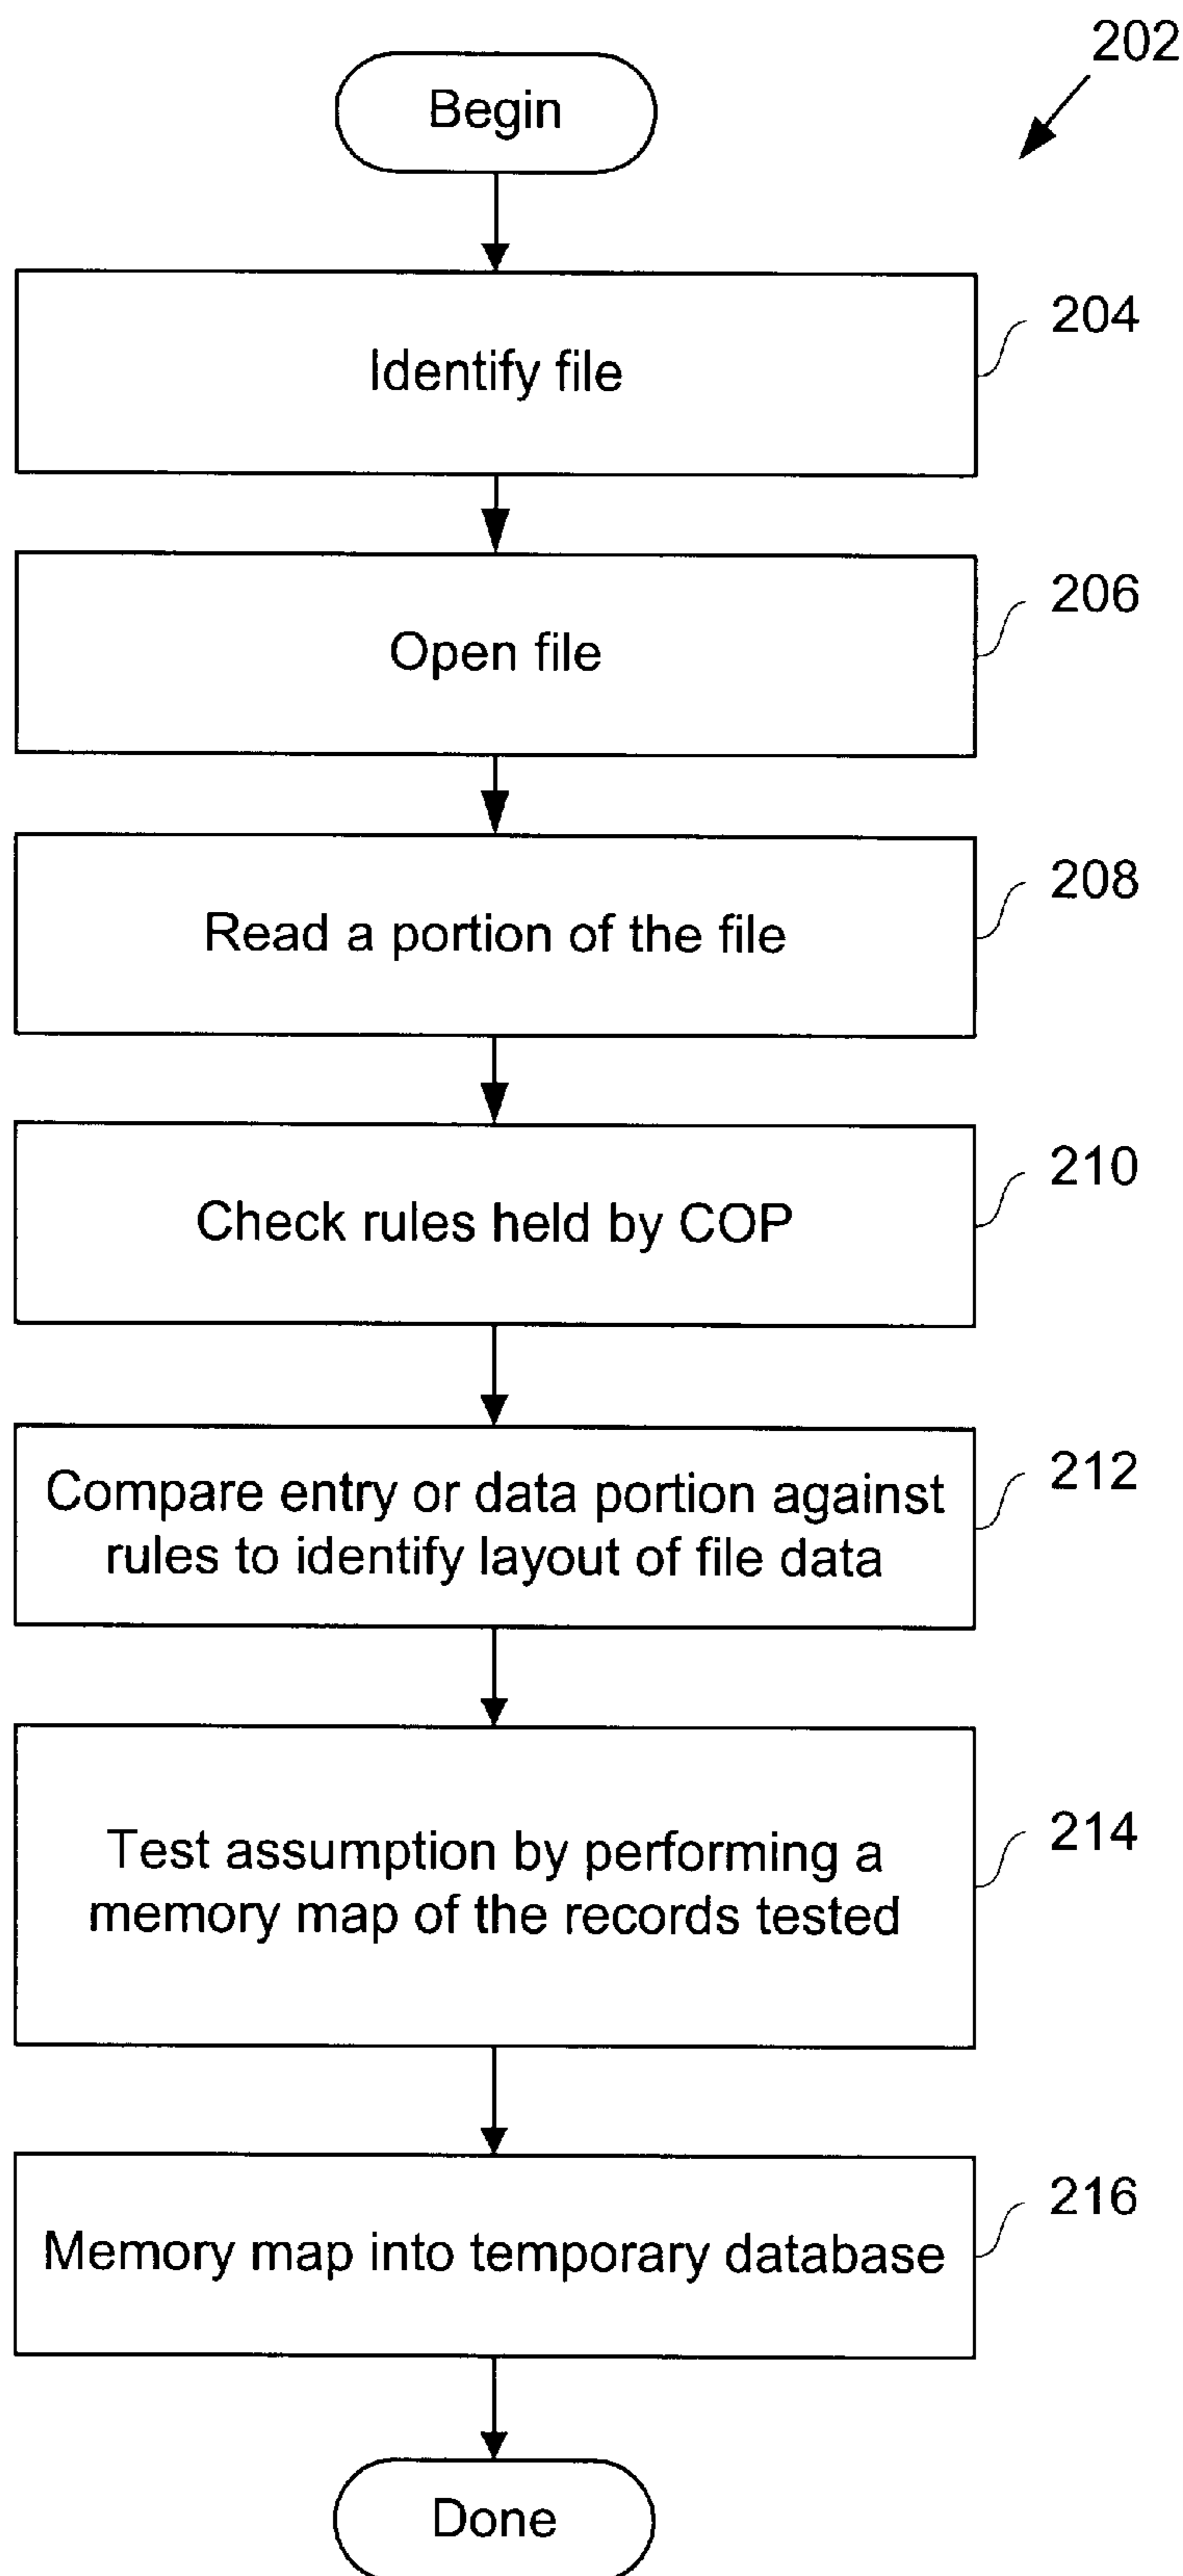 202
Begin
204
Identify file
206
Open file
208
Read a portion of the file
210
Check rules held by COP
212
Compare entry or data portion against
rules to identify layout of file data
214
Test assumption by performing a
memory map of the records tested
216
Memory map into temporary database
Done